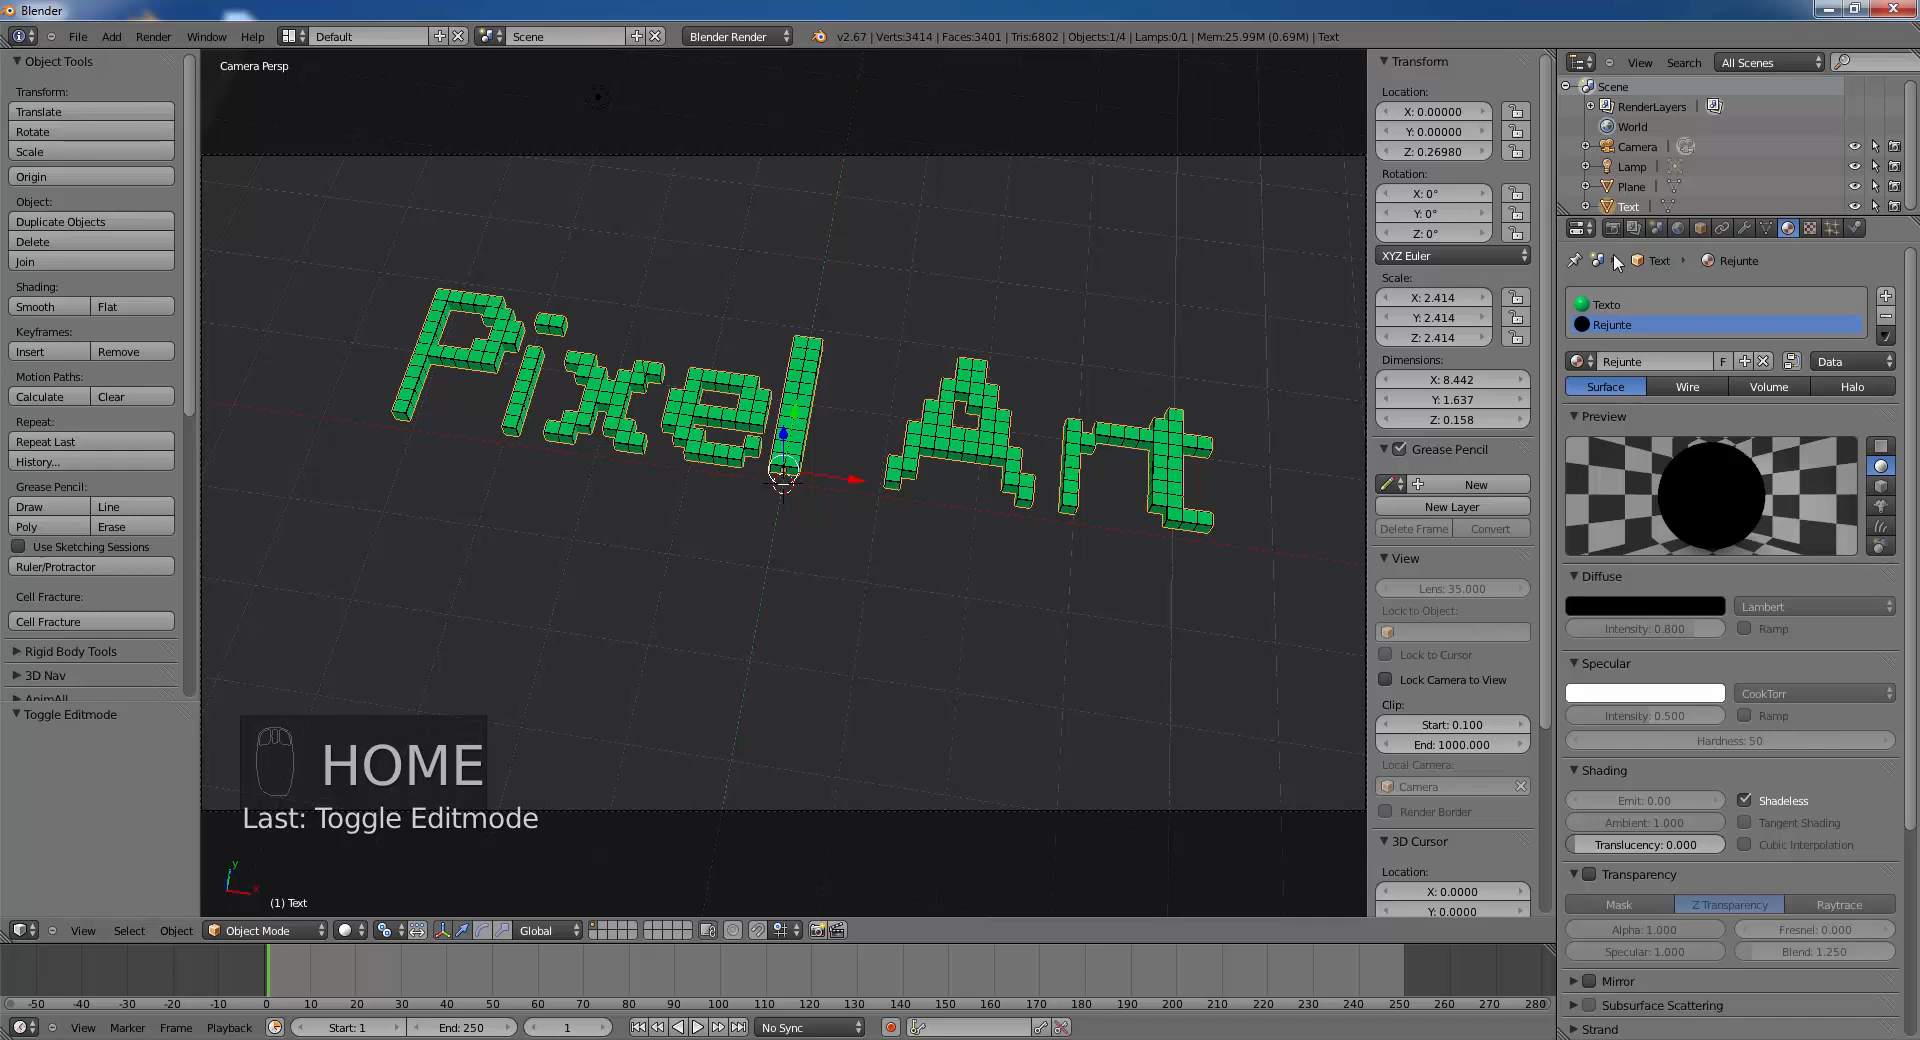 Blender
File Add Render Window Help Default Scene Blender Render v2.67 | Verts:3414 | Faces:3401 | Tris:6802 | Objects:1/4 | Lamps:0/1 | Mem:25.99M (0.69M) | Text
Object Tools
Transform:
Translate
Rotate
Scale
Origin
Object:
Duplicate Objects
Delete
Join
Shading:
Smooth Flat
Keyframes:
Insert Remove
Motion Paths:
Calculate Clear
Repeat:
Repeat Last
History...
Grease Pencil:
Draw Line
Poly Erase
Use Sketching Sessions
Ruler/Protractor
Cell Fracture:
Cell Fracture
Rigid Body Tools
3D Nav
AnimAll
Toggle Editmode
Camera Persp
Pixel Art
HOME
Last: Toggle Editmode
y
x
(1) Text
Transform
Location:
X: 0.00000
Y: 0.00000
Z: 0.26980
Rotation:
X: 0°
Y: 0°
Z: 0°
XYZ Euler
Scale:
X: 2.414
Y: 2.414
Z: 2.414
Dimensions:
X: 8.442
Y: 1.637
Z: 0.158
Grease Pencil
New
New Layer
Delete Frame Convert
View
Lens: 35.000
Lock to Object:
Lock to Cursor
Lock Camera to View
Clip:
Start: 0.100
End: 1000.000
Local Camera:
Camera
Render Border
3D Cursor
Location:
X: 0.0000
Y: 0.0000
View Search All Scenes
Scene
RenderLayers |
World
Camera |
Lamp |
Plane |
Text |
Text Rejunte
Texto
Rejunte
Rejunte F Data
Surface Wire Volume Halo
Preview
Diffuse
Lambert
Intensity: 0.800 Ramp
Specular
CookTorr
Intensity: 0.500 Ramp
Hardness: 50
Shading
Emit: 0.00 Shadeless
Ambient: 1.000 Tangent Shading
Translucency: 0.000 Cubic Interpolation
Transparency
Mask Z Transparency Raytrace
Alpha: 1.000 Fresnel: 0.000
Specular: 1.000 Blend: 1.250
Mirror
Subsurface Scattering
Strand
View Select Object Object Mode Global
-50 -40 -30 -20 -10 0 10 20 30 40 50 60 70 80 90 100 110 120 130 140 150 160 170 180 190 200 210 220 230 240 250 260 270 280
View Marker Frame Playback Start: 1 End: 250 1 No Sync